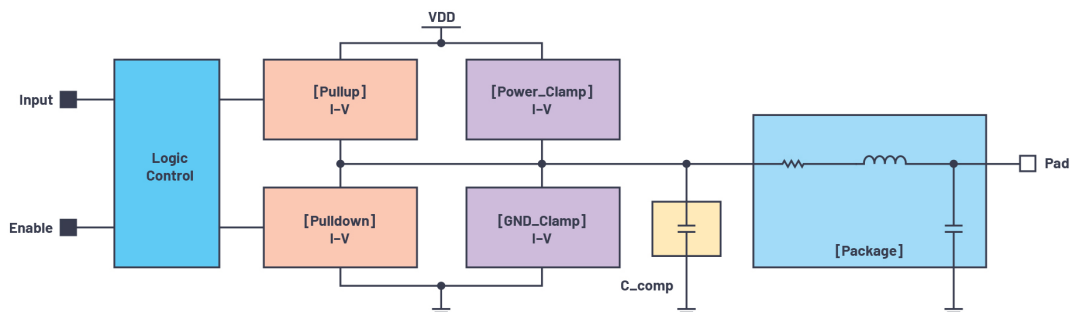 VDD
[Pullup]
I-V
[Power_Clamp]
I-V
Input
Logic
Control
Pad
[Pulldown]
I-V
[GND_Clamp]
I-V
Enable
[Package]
C_comp